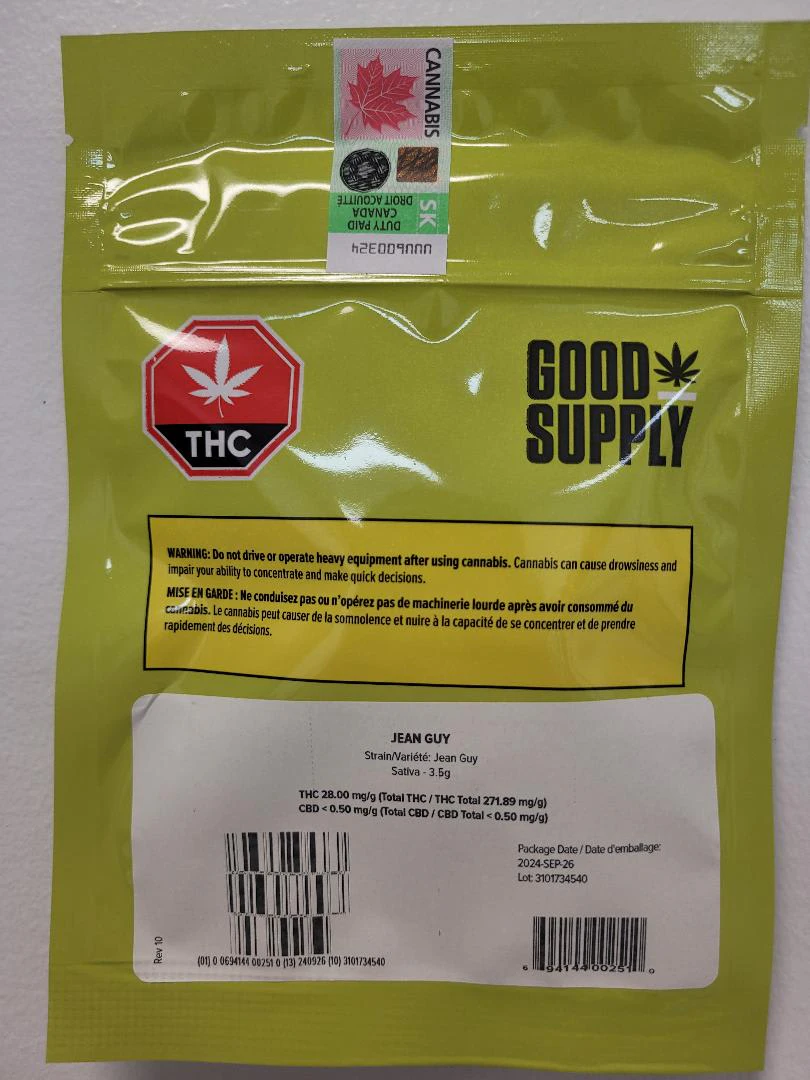 CANNABIS
SK
DUTY PAID
CANADA
DROIT ACQUITTÉ
UUU600324
THC
GOOD
SUPPLY
WARNING: Do not drive or operate heavy equipment after using cannabis. Cannabis can cause drowsiness and
impair your ability to concentrate and make quick decisions.
MISE EN GARDE : Ne conduisez pas ou n'opérez pas de machinerie lourde après avoir consommé du
cannabis. Le cannabis peut causer de la somnolence et nuire à la capacité de se concentrer et de prendre
rapidement des décisions.
JEAN GUY
Strain/Variété: Jean Guy
Sativa - 3.5g
THC 28.00 mg/g (Total THC / THC Total 271.89 mg/g)
CBD < 0.50 mg/g (Total CBD / CBD Total < 0.50 mg/g)
Package Date / Date d'emballage:
2024-SEP-26
Lot: 3101734540
Rev 10
(01) 0 0694144 00251 0 (13) 240926 (10) 3101734540
6 94144 00251 0